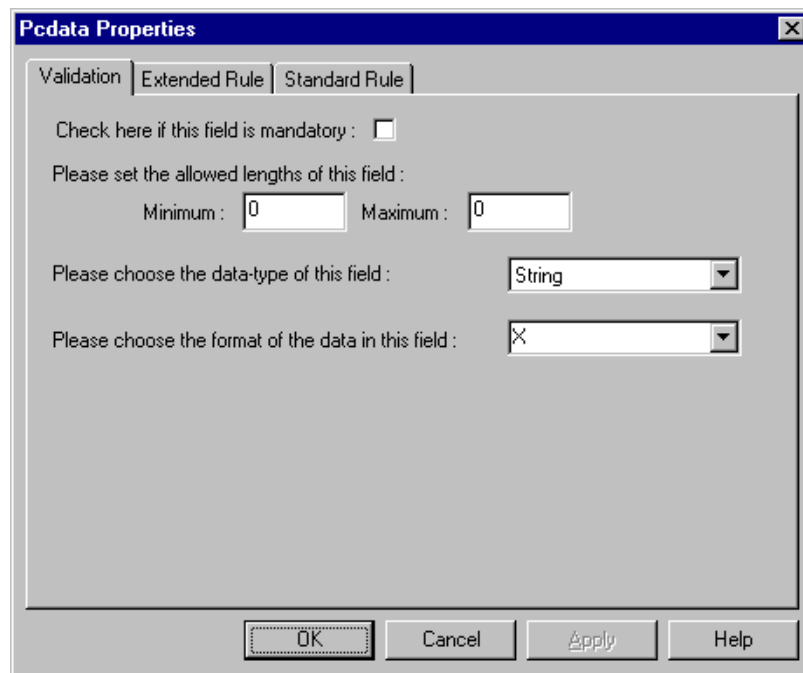 Pcdata Properties
Validation Extended Rule Standard Rule
Check here if this field is mandatory :
Please set the allowed lengths of this field :
Minimum : 0 Maximum : 0
Please choose the data-type of this field : String
Please choose the format of the data in this field : X
OK Cancel Apply Help